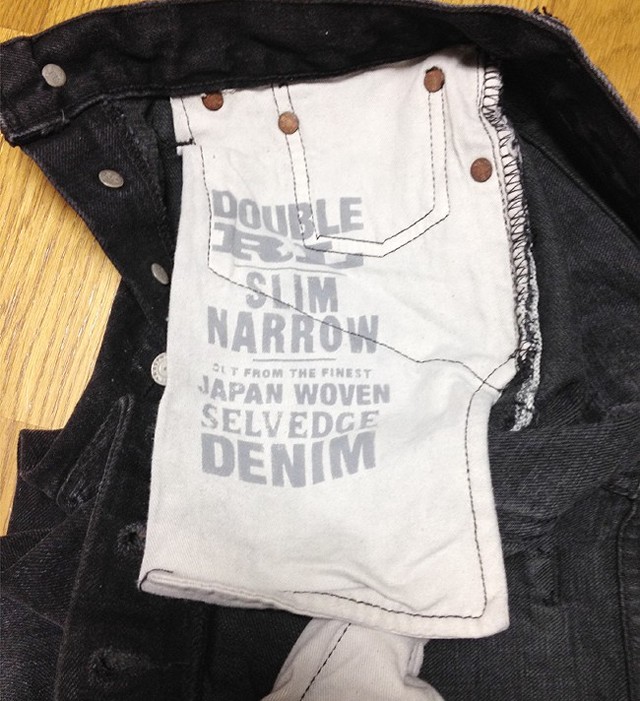 DOUBLE
RL
SLIM
NARROW
CUT FROM THE FINEST
JAPAN WOVEN
SELVEDGE
DENIM